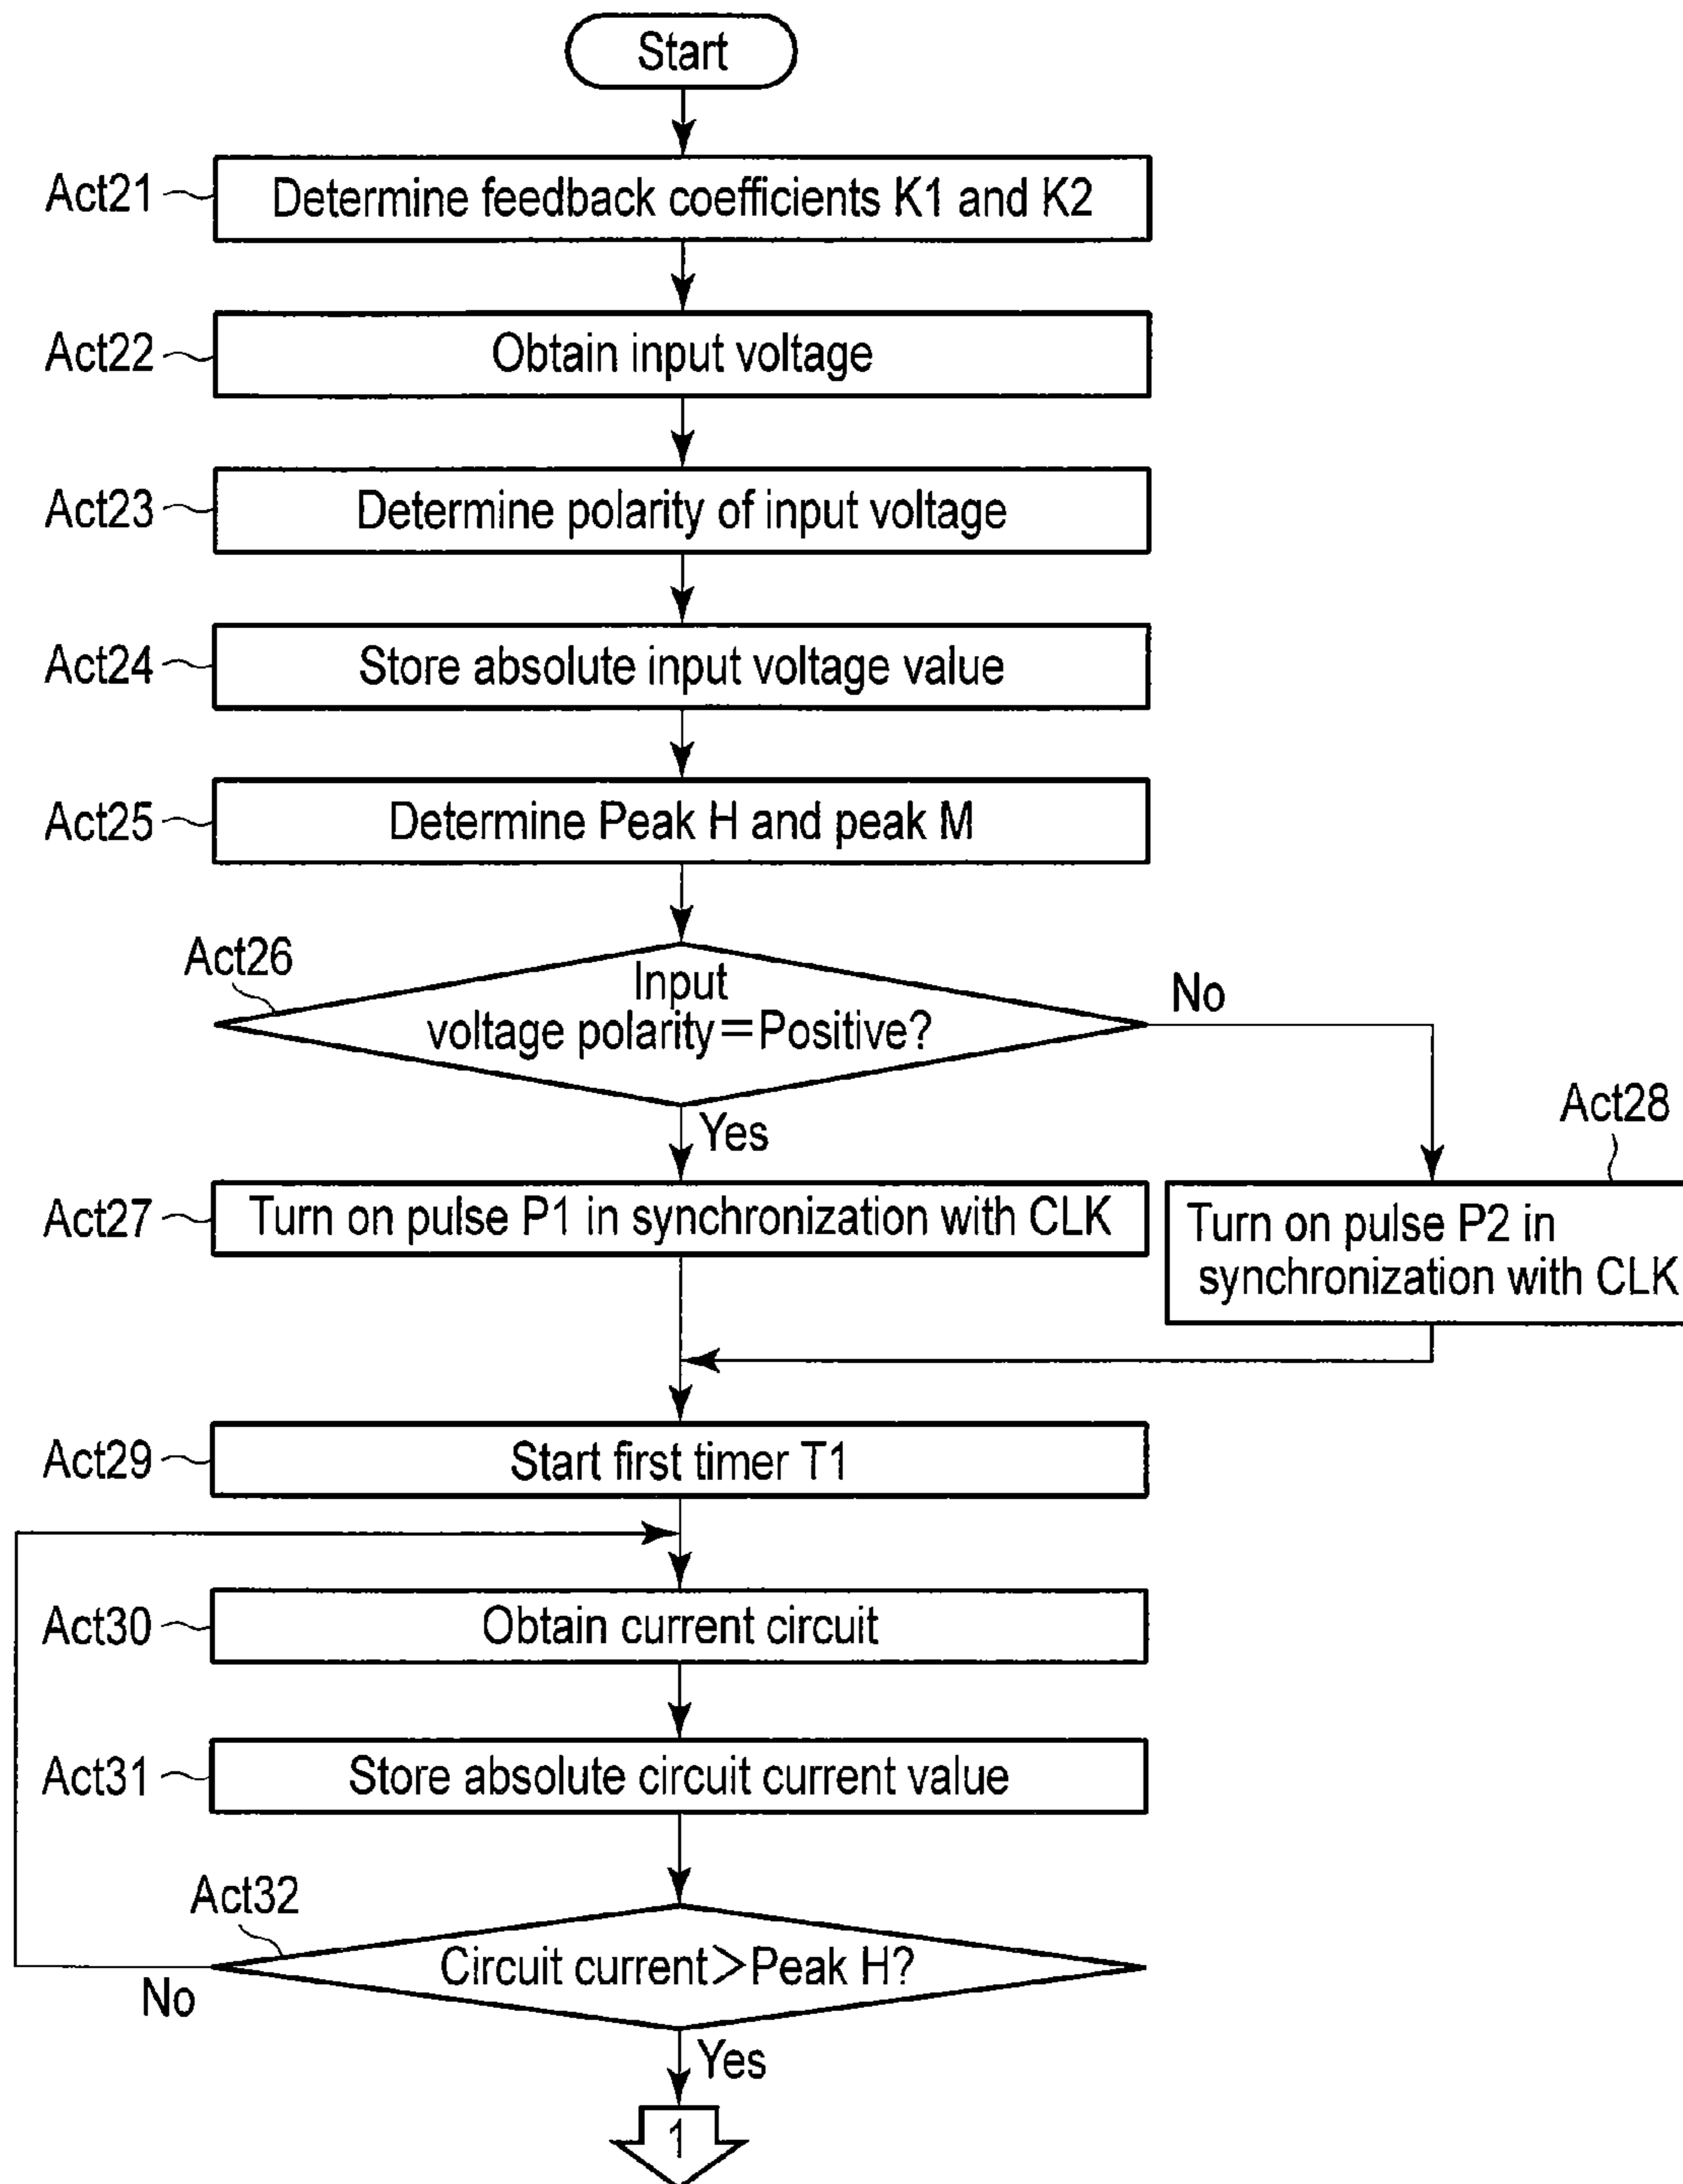 Start
Act21
Determine feedback coefficients K1 and K2
Act22
Obtain input voltage
Act23
Determine polarity of input voltage
Act24
Store absolute input voltage value
Act25
Determine Peak H and peak M
Act26
Input
voltage polarity=Positive?
No
Yes
Act28
Act27
Turn on pulse P1 in synchronization with CLK
Turn on pulse P2 in
synchronization with CLK
Act29
Start first timer T1
Act30
Obtain current circuit
Act31
Store absolute circuit current value
Act32
Circuit current>Peak H?
No
Yes
1